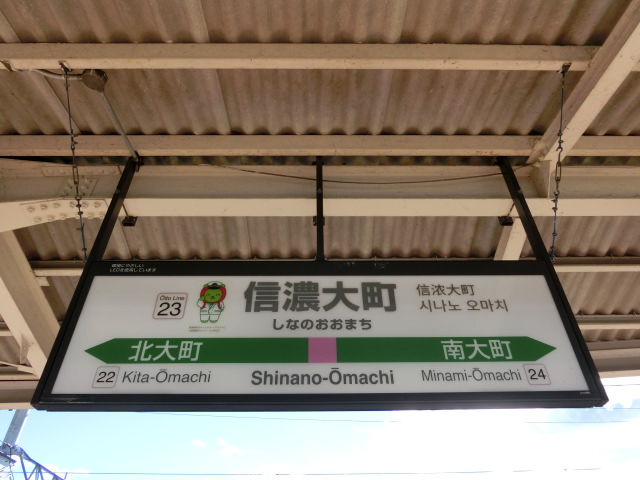 Ōito Line
23
信濃大町
しなのおおまち
信浓大町
시나노 오마치
北大町
南大町
22 Kita-Ōmachi
Shinano-Ōmachi
Minami-Ōmachi 24